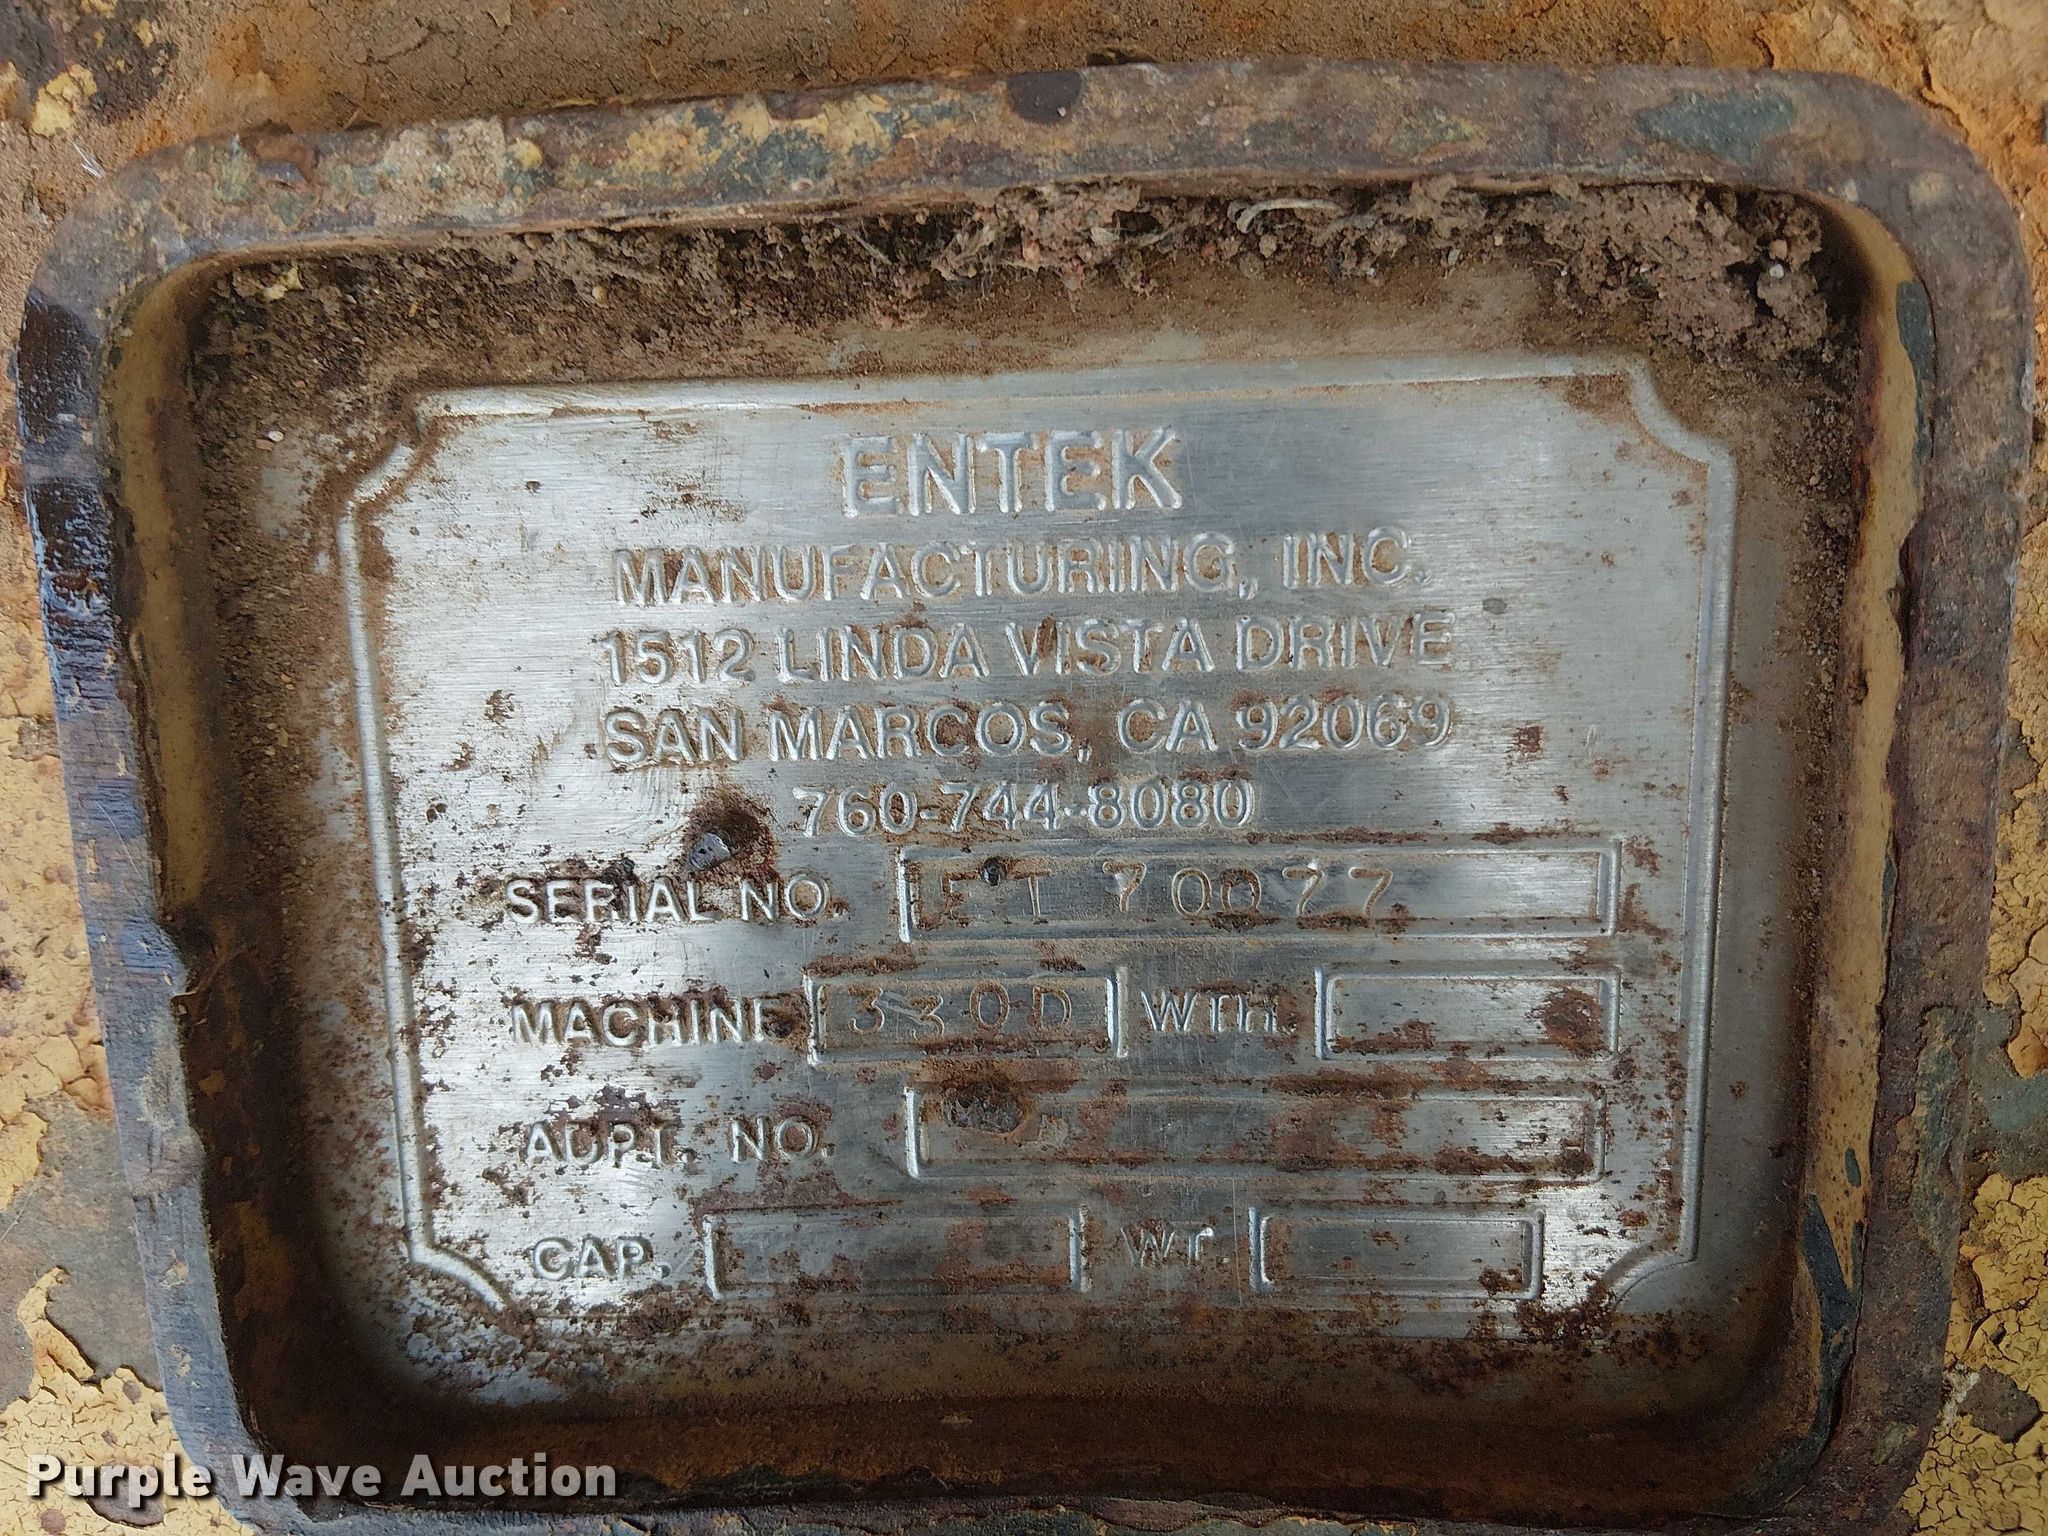 ENTEK
MANUFACTURING, INC.
1512 LINDA VISTA DRIVE
SAN MARCOS, CA 92069
760-744-8080
SERIAL NO. ET 70077
MACHINE 330D WTH.
ADPT. NO.
CAP. WT.
Purple Wave Auction